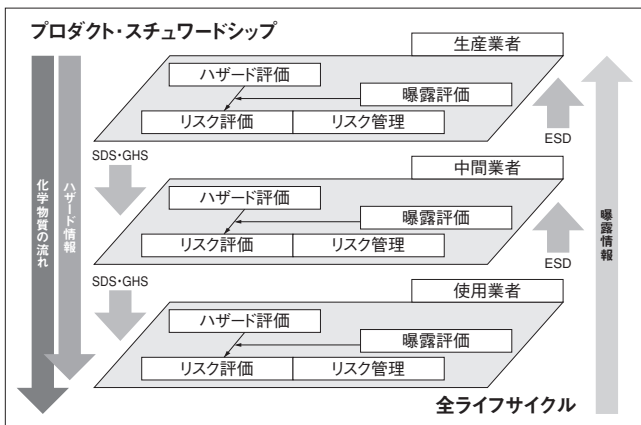 プロダクト・スチュワードシップ
生産業者
ハザード評価
曝露評価
リスク評価
リスク管理
SDS・GHS
ESD
中間業者
ハザード評価
曝露評価
リスク評価
リスク管理
SDS・GHS
ESD
使用業者
ハザード評価
曝露評価
リスク評価
リスク管理
化学物質の流れ
ハザード情報
曝露情報
全ライフサイクル